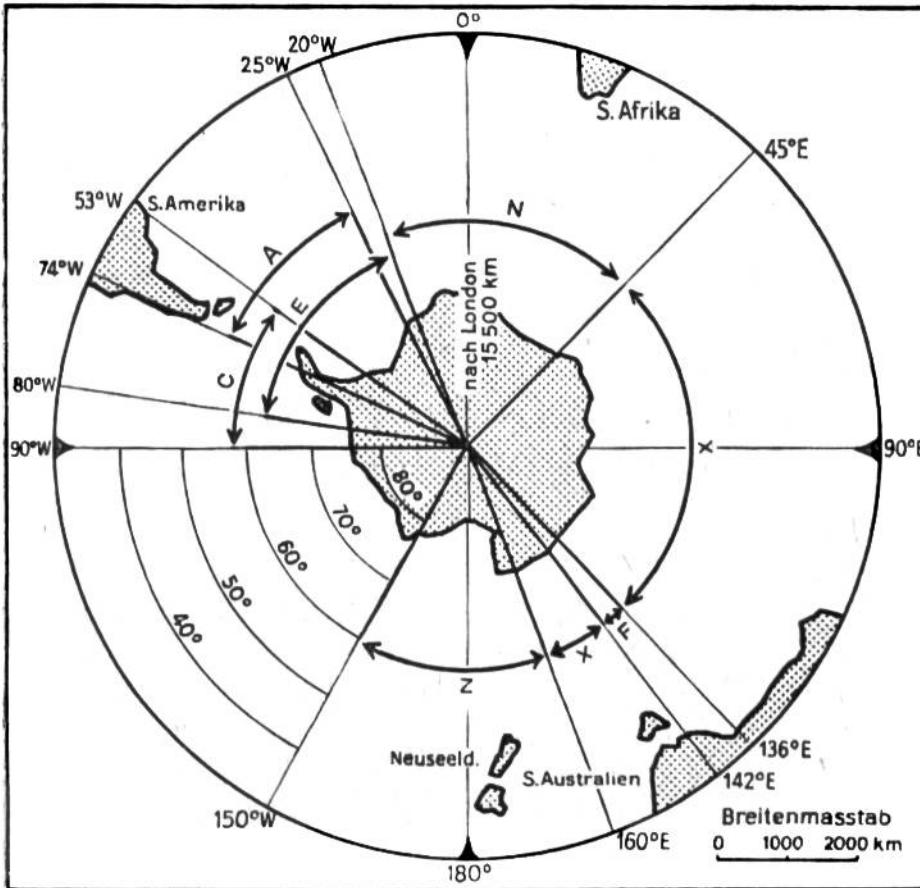 0°
20°W
25°W
S. Afrika
45°E
53°W
S. Amerika
N
A
74°W
E
nach London
15 500 km
C
80°W
90°W
X
90°E
80°
70°
60°
50°
40°
F
X
Z
Neuseeld.
S. Australien
136°E
142°E
150°W
160°E
180°
Breitenmasstab
0 1000 2000 km